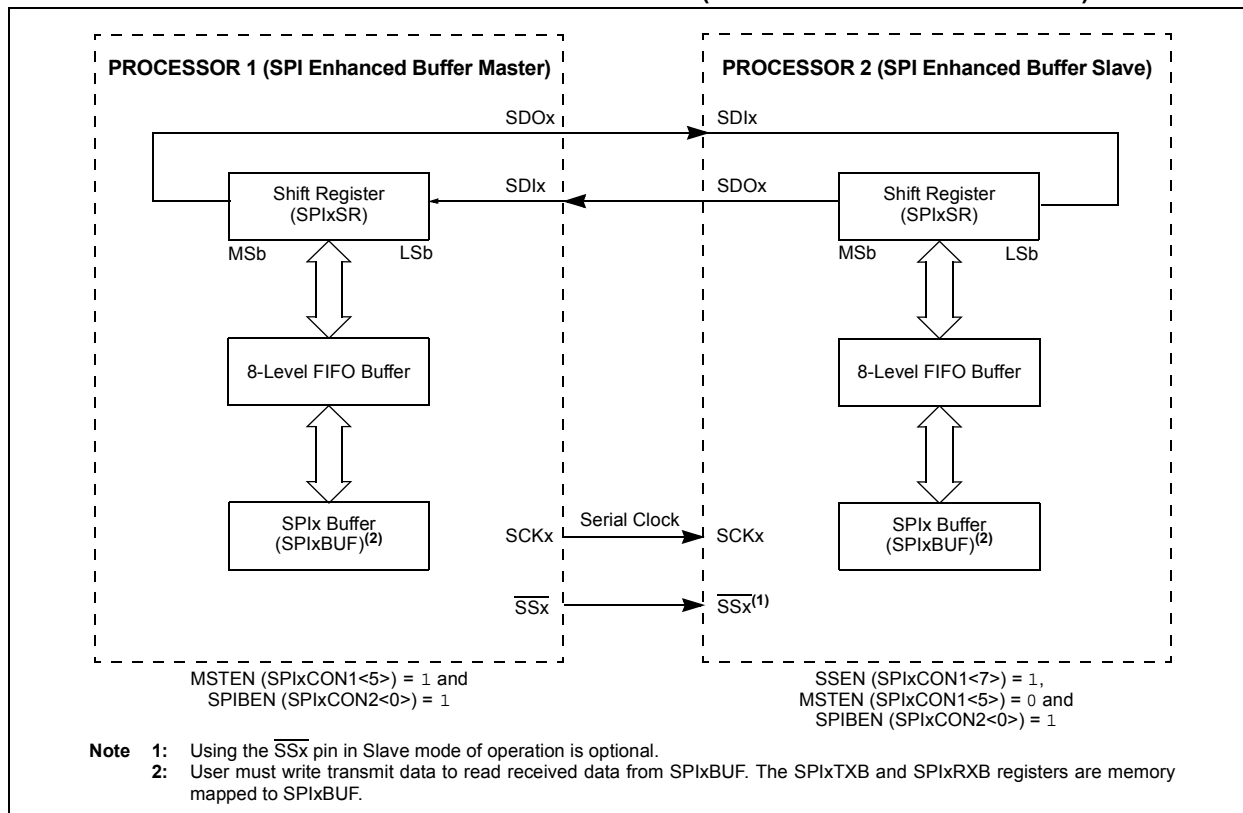 PROCESSOR 1 (SPI Enhanced Buffer Master)
PROCESSOR 2 (SPI Enhanced Buffer Slave)
SDOx
SDIx
Shift Register
(SPIxSR)
SDIx
SDOx
Shift Register
(SPIxSR)
MSb
LSb
MSb
LSb
8-Level FIFO Buffer
8-Level FIFO Buffer
SPIx Buffer
(SPIxBUF)(2)
SCKx
Serial Clock
SCKx
SPIx Buffer
(SPIxBUF)(2)
SSx
SSx(1)
MSTEN (SPIxCON1<5>) = 1 and
SPIBEN (SPIxCON2<0>) = 1
SSEN (SPIxCON1<7>) = 1,
MSTEN (SPIxCON1<5>) = 0 and
SPIBEN (SPIxCON2<0>) = 1
Note 1: Using the SSx pin in Slave mode of operation is optional.
2: User must write transmit data to read received data from SPIxBUF. The SPIxTXB and SPIxRXB registers are memory
mapped to SPIxBUF.